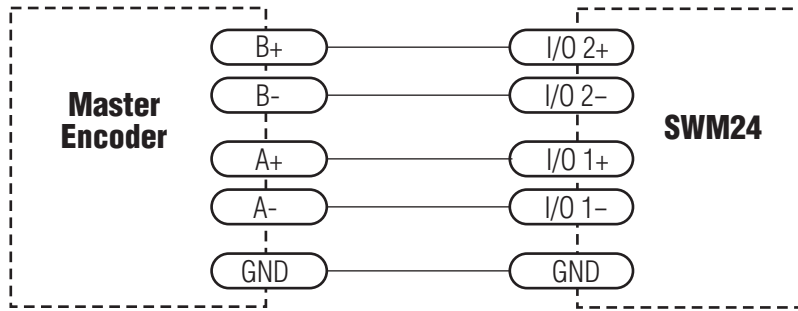 Master
Encoder
B+
B-
A+
A-
GND
I/O 2+
I/O 2–
I/O 1+
I/O 1–
GND
SWM24